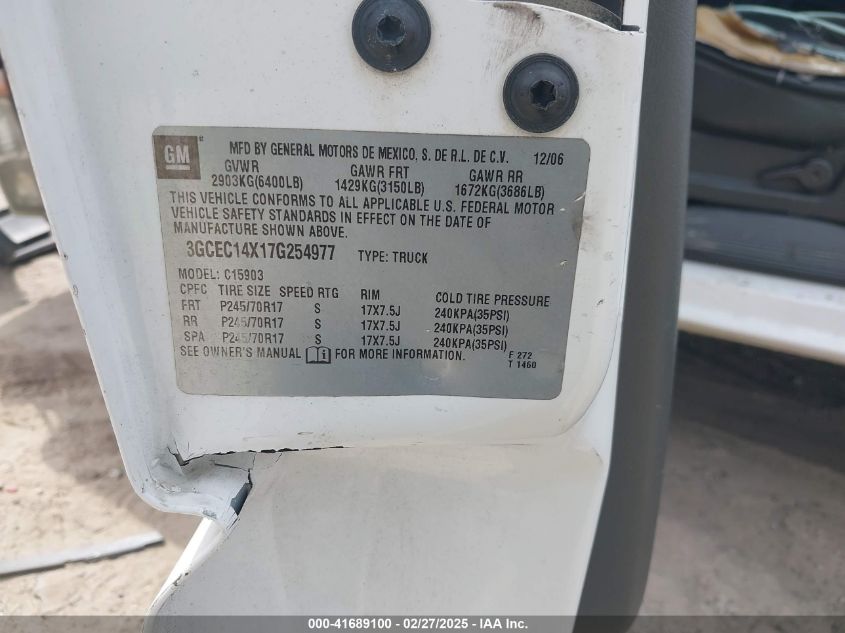 GM
MFD BY GENERAL MOTORS DE MEXICO, S. DE R.L. DE C.V. 12/06
GVWR GAWR FRT GAWR RR
2903KG(6400LB) 1429KG(3150LB) 1672KG(3686LB)
THIS VEHICLE CONFORMS TO ALL APPLICABLE U.S. FEDERAL MOTOR
VEHICLE SAFETY STANDARDS IN EFFECT ON THE DATE OF
MANUFACTURE SHOWN ABOVE.
3GCEC14X17G254977 TYPE: TRUCK
MODEL: C15903
CPFC TIRE SIZE SPEED RTG RIM COLD TIRE PRESSURE
FRT P245/70R17 S 17X7.5J 240KPA(35PSI)
RR P245/70R17 S 17X7.5J 240KPA(35PSI)
SPA P245/70R17 S 17X7.5J 240KPA(35PSI)
SEE OWNER'S MANUAL FOR MORE INFORMATION.
F 272
T 1460
000-41689100 - 02/27/2025 - IAA Inc.